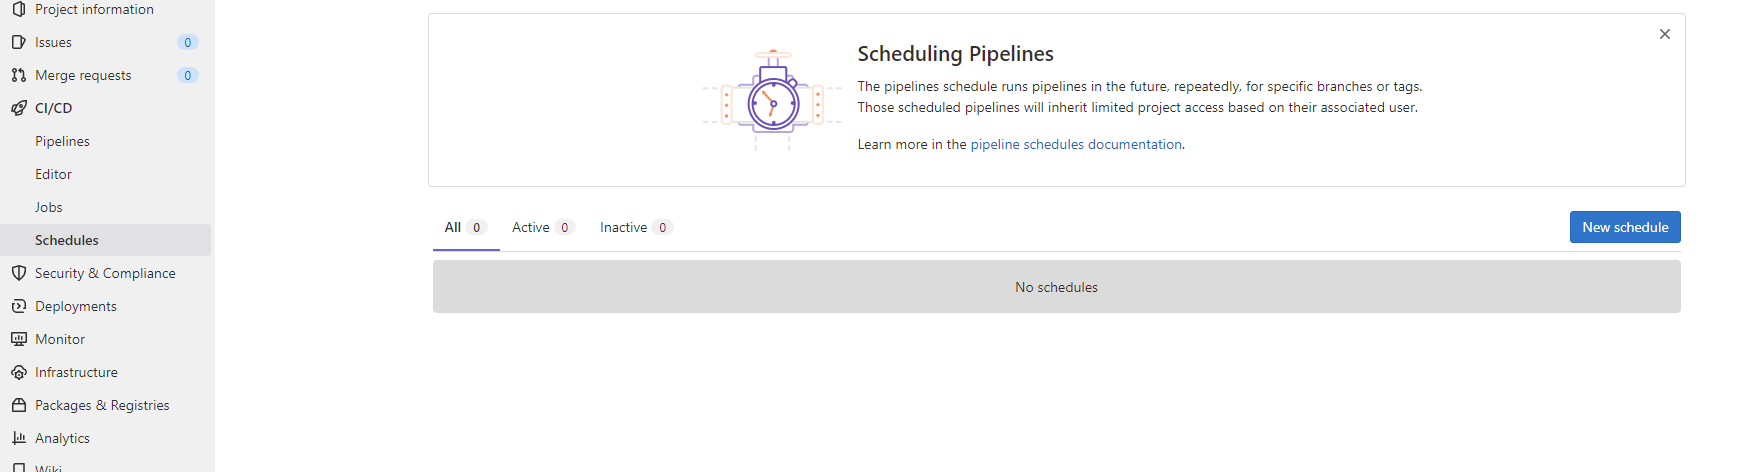 Project information
Issues 0
Merge requests 0
CI/CD
Pipelines
Editor
Jobs
Schedules
Security & Compliance
Deployments
Monitor
Infrastructure
Packages & Registries
Analytics
Wiki
Scheduling Pipelines
The pipelines schedule runs pipelines in the future, repeatedly, for specific branches or tags.
Those scheduled pipelines will inherit limited project access based on their associated user.
Learn more in the pipeline schedules documentation.
All 0 Active 0 Inactive 0 New schedule
No schedules